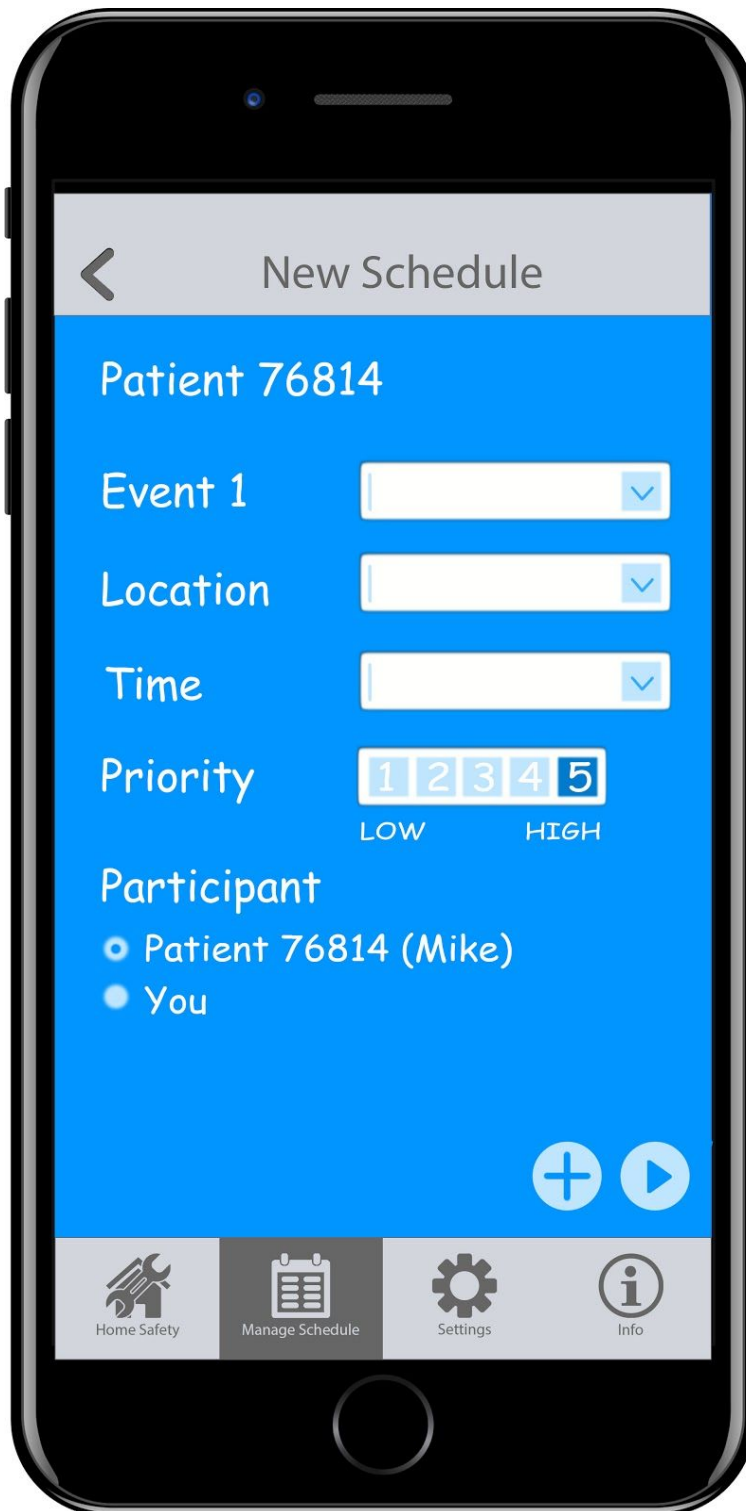 New Schedule
Patient 76814
Event 1
Location
Time
Priority 1 2 3 4 5
LOW HIGH
Participant
Patient 76814 (Mike)
You
Home Safety Manage Schedule Settings Info